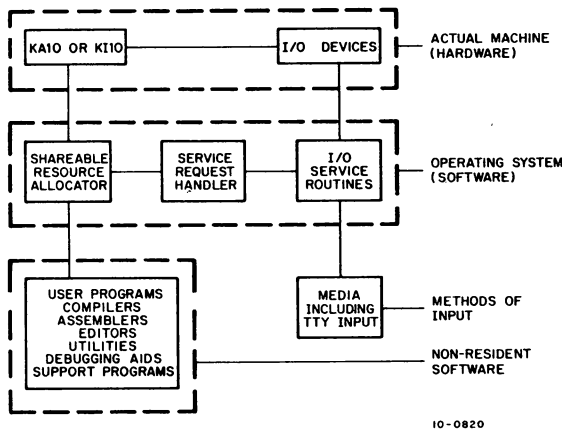 KA10 OR KI10
I/O DEVICES
ACTUAL MACHINE
(HARDWARE)
SHAREABLE
RESOURCE
ALLOCATOR
SERVICE
REQUEST
HANDLER
I/O
SERVICE
ROUTINES
OPERATING SYSTEM
(SOFTWARE)
USER PROGRAMS
COMPILERS
ASSEMBLERS
EDITORS
UTILITIES
DEBUGGING AIDS
SUPPORT PROGRAMS
MEDIA
INCLUDING
TTY INPUT
METHODS OF
INPUT
NON-RESIDENT
SOFTWARE
10-0820